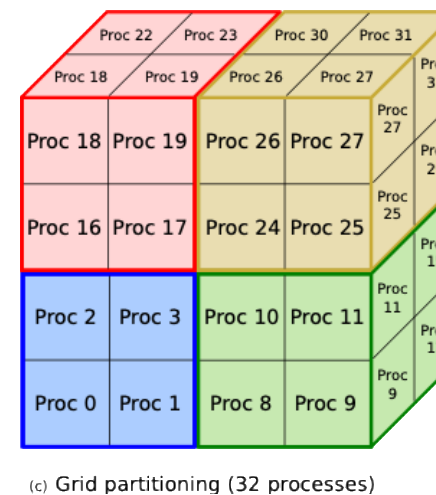 Proc 22 Proc 23 Proc 30 Proc 31
Proc 18 Proc 19 Proc 26 Proc 27
Proc 18 Proc 19 Proc 26 Proc 27
Proc 16 Proc 17 Proc 24 Proc 25
Proc 2 Proc 3 Proc 10 Proc 11
Proc 0 Proc 1 Proc 8 Proc 9
Proc
27
Proc
25
Proc
11
Proc
9
(c) Grid partitioning (32 processes)